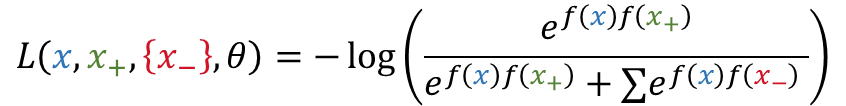 L(x, x₊, {x₋}, θ) = − log ( e^{f(x)f(x₊)} / ( e^{f(x)f(x₊)} + ∑e^{f(x)f(x₋)} ) )